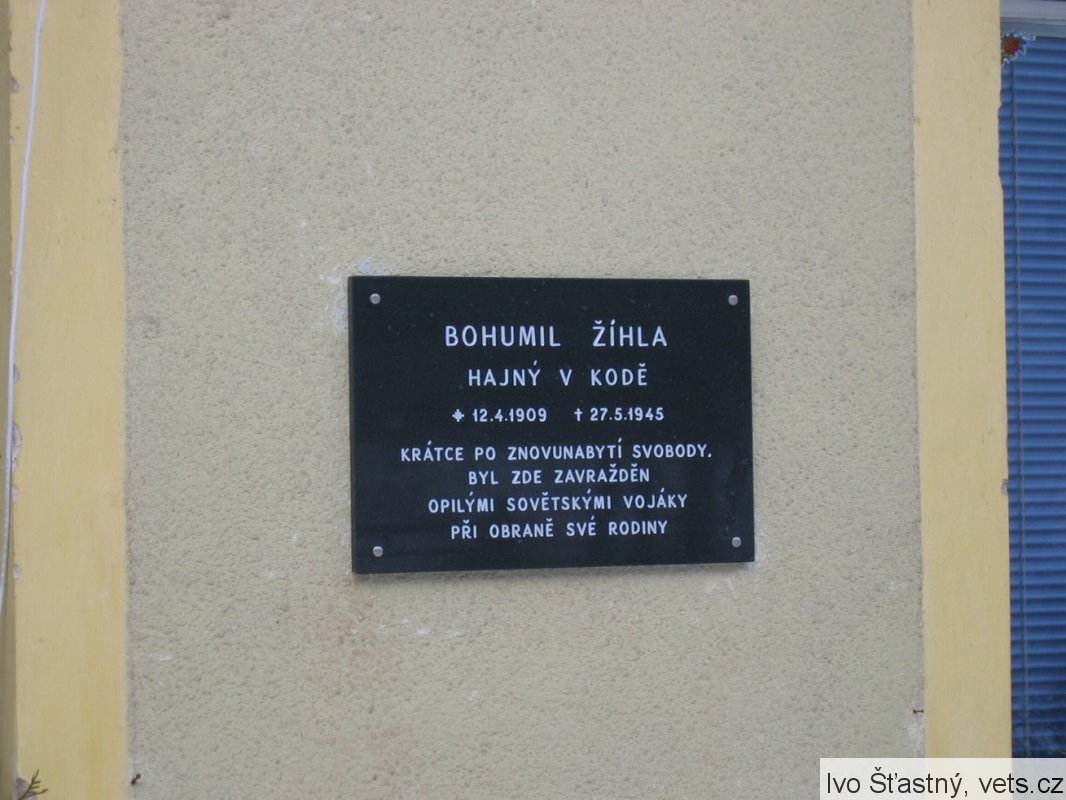 BOHUMIL ŽÍHLA
HAJNÝ V KODĚ
* 12.4.1909 † 27.5.1945
KRÁTCE PO ZNOVUNABYTÍ SVOBODY.
BYL ZDE ZAVRAŽDĚN
OPILÝMI SOVĚTSKÝMI VOJÁKY
PŘI OBRANĚ SVÉ RODINY
Ivo Šťastný, vets.cz